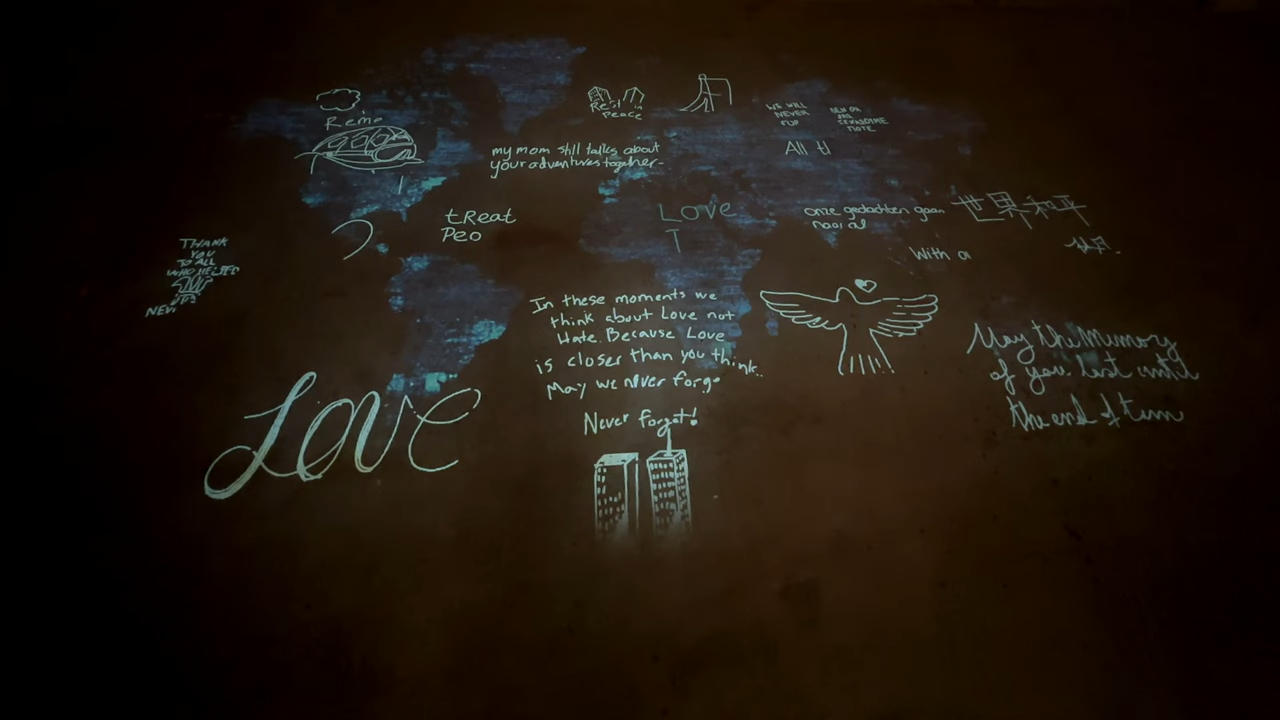 Reme
Rest in
Peace
WE WILL
NEVER
my mom still talks about
your adventures together-
All
tReat
Peo
LOVE
I
Onze gedachten gaan
naar al
世界和平
With a
THANK
YOU
TO ALL
WHO HELPED
NEV
In these moments we
think about Love not
Hate. Because Love
is closer than you think..
May we never forge
Never forget!
LOVE
May the Memory
of you last until
the end of